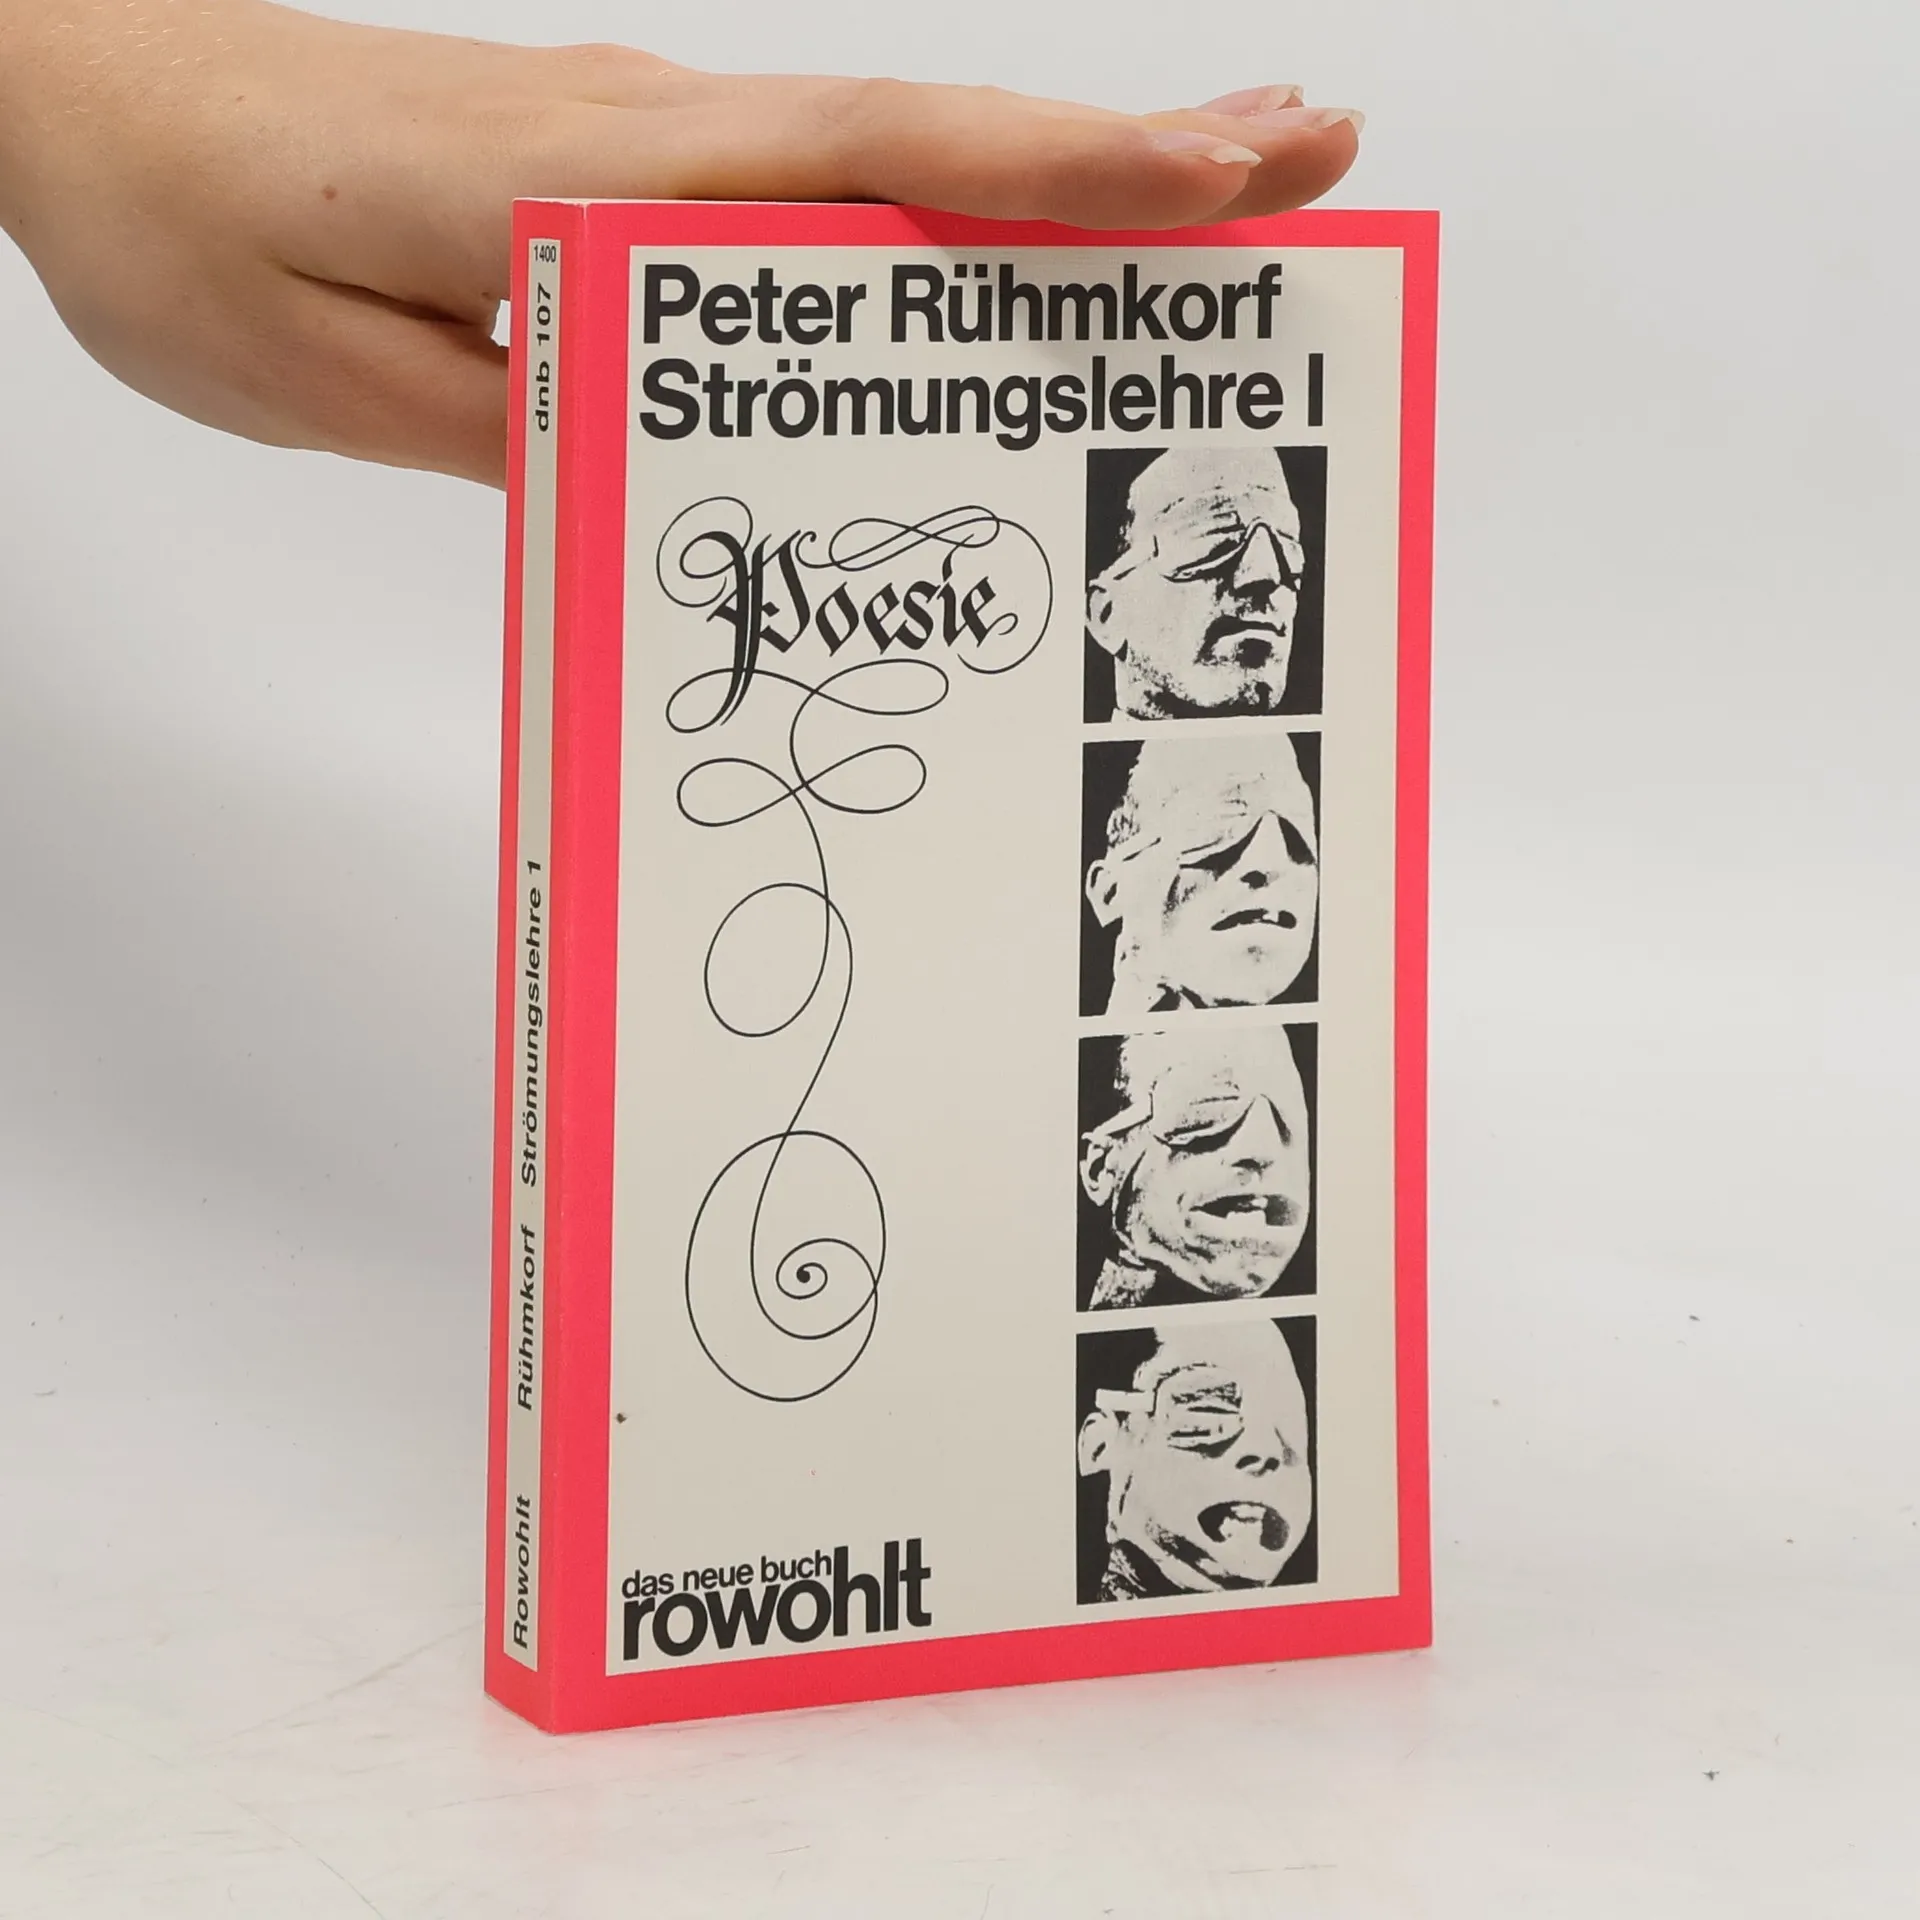 Peter Rühmkorf
Strömungslehre I
Poesie
das neue buch
rowohlt
1400
dnb 107
Strömungslehre 1
Rühmkorf
Rowohlt